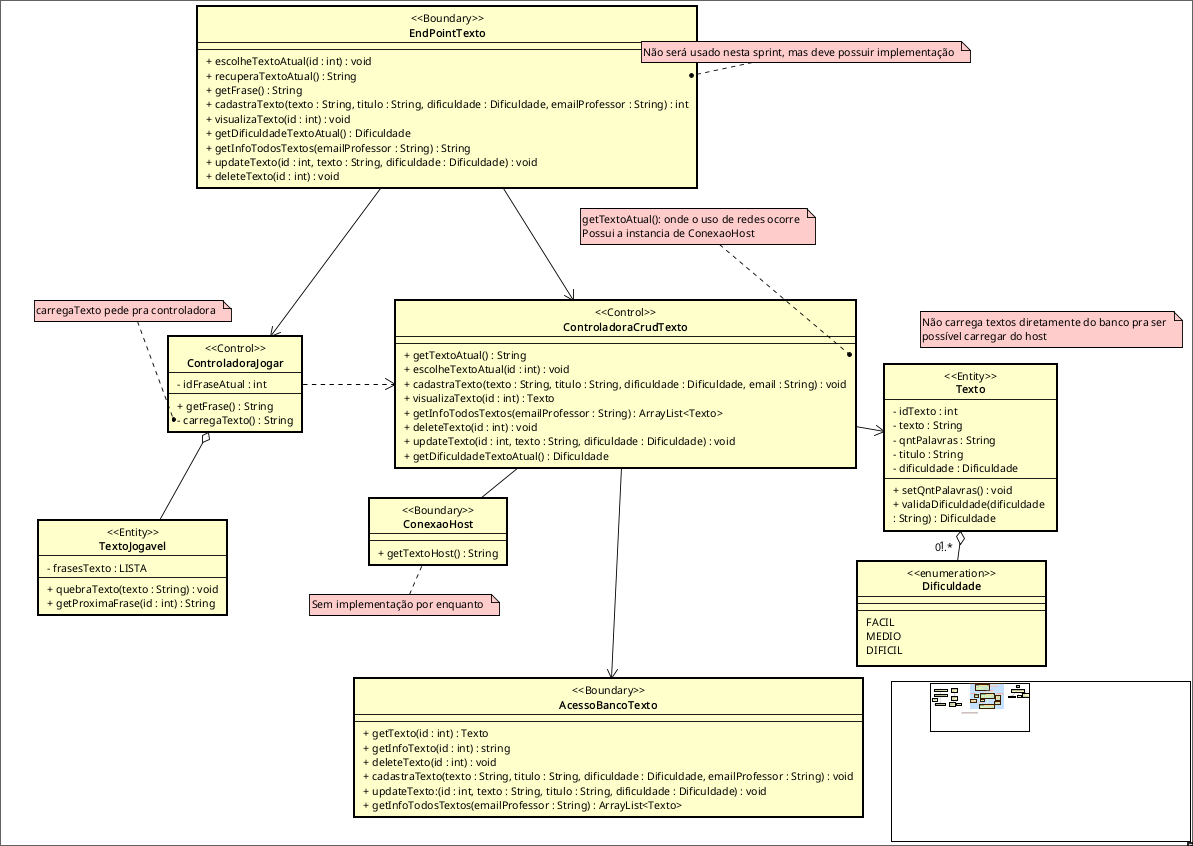 <<Boundary>>
EndPointTexto
+ escolheTextoAtual(id : int) : void
+ recuperaTextoAtual() : String
+ getFrase() : String
+ cadastraTexto(texto : String, titulo : String, dificuldade : Dificuldade, emailProfessor : String) : int
+ visualizaTexto(id : int) : void
+ getDificuldadeTextoAtual() : Dificuldade
+ getInfoTodosTextos(emailProfessor : String) : String
+ updateTexto(id : int, texto : String, dificuldade : Dificuldade) : void
+ deleteTexto(id : int) : void
Não será usado nesta sprint, mas deve possuir implementação
getTextoAtual(): onde o uso de redes ocorre
Possui a instancia de ConexaoHost
carregaTexto pede pra controladora
<<Control>>
ControladoraJogar
- idFraseAtual : int
+ getFrase() : String
- carregaTexto() : String
<<Control>>
ControladoraCrudTexto
+ getTextoAtual() : String
+ escolheTextoAtual(id : int) : void
+ cadastraTexto(texto : String, titulo : String, dificuldade : Dificuldade, email : String) : void
+ visualizaTexto(id : int) : Texto
+ getInfoTodosTextos(emailProfessor : String) : ArrayList<Texto>
+ deleteTexto(id : int) : void
+ updateTexto(id : int, texto : String, dificuldade : Dificuldade) : void
+ getDificuldadeTextoAtual() : Dificuldade
Não carrega textos diretamente do banco pra ser
possível carregar do host
<<Entity>>
Texto
- idTexto : int
- texto : String
- qntPalavras : String
- titulo : String
- dificuldade : Dificuldade
+ setQntPalavras() : void
+ validaDificuldade(dificuldade
: String) : Dificuldade
<<Entity>>
TextoJogavel
- frasesTexto : LISTA
+ quebraTexto(texto : String) : void
+ getProximaFrase(id : int) : String
<<Boundary>>
ConexaoHost
+ getTextoHost() : String
Sem implementação por enquanto
<<enumeration>>
Dificuldade
FACIL
MEDIO
DIFICIL
<<Boundary>>
AcessoBancoTexto
+ getTexto(id : int) : Texto
+ getInfoTexto(id : int) : string
+ deleteTexto(id : int) : void
+ cadastraTexto(texto : String, titulo : String, dificuldade : Dificuldade, emailProfessor : String) : void
+ updateTexto:(id : int, texto : String, titulo : String, dificuldade : Dificuldade) : void
+ getInfoTodosTextos(emailProfessor : String) : ArrayList<Texto>